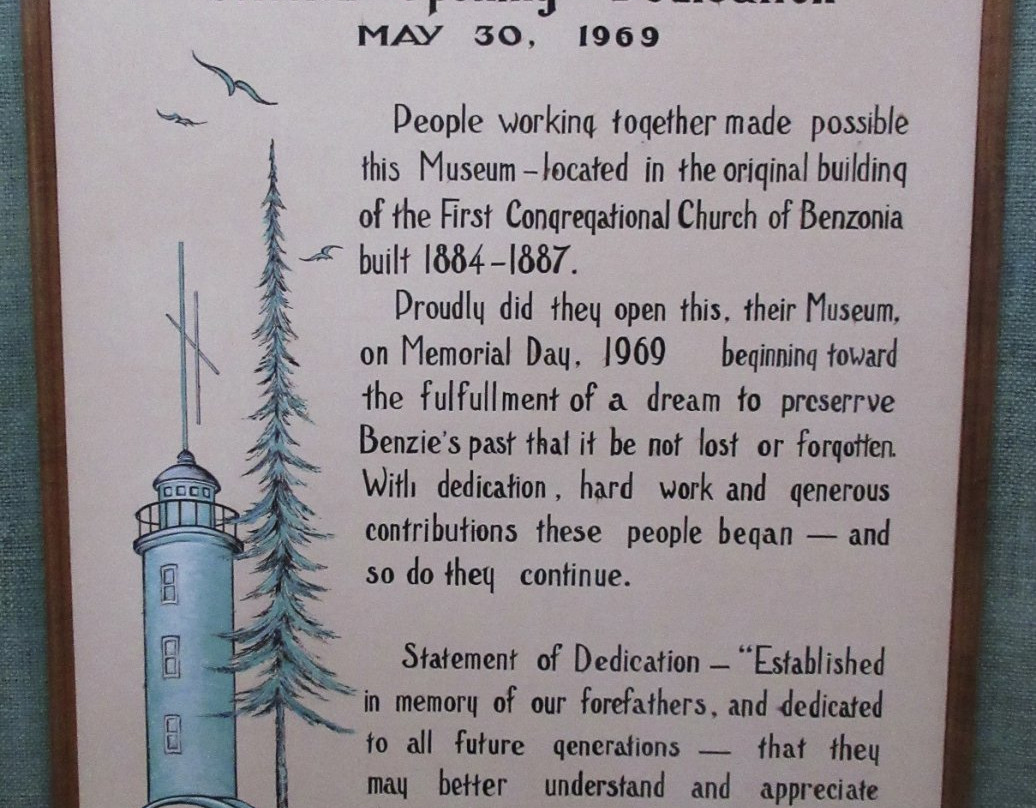 MAY 30, 1969
People working together made possible
this Museum – located in the original building
of the First Congregational Church of Benzonia
built 1884–1887.
Proudly did they open this, their Museum,
on Memorial Day, 1969 beginning toward
the fulfullment of a dream to preserrve
Benzie's past that it be not lost or forgotten.
With dedication, hard work and generous
contributions these people began — and
so do they continue.
Statement of Dedication – “Established
in memory of our forefathers, and dedicated
to all future generations — that they
may better understand and appreciate